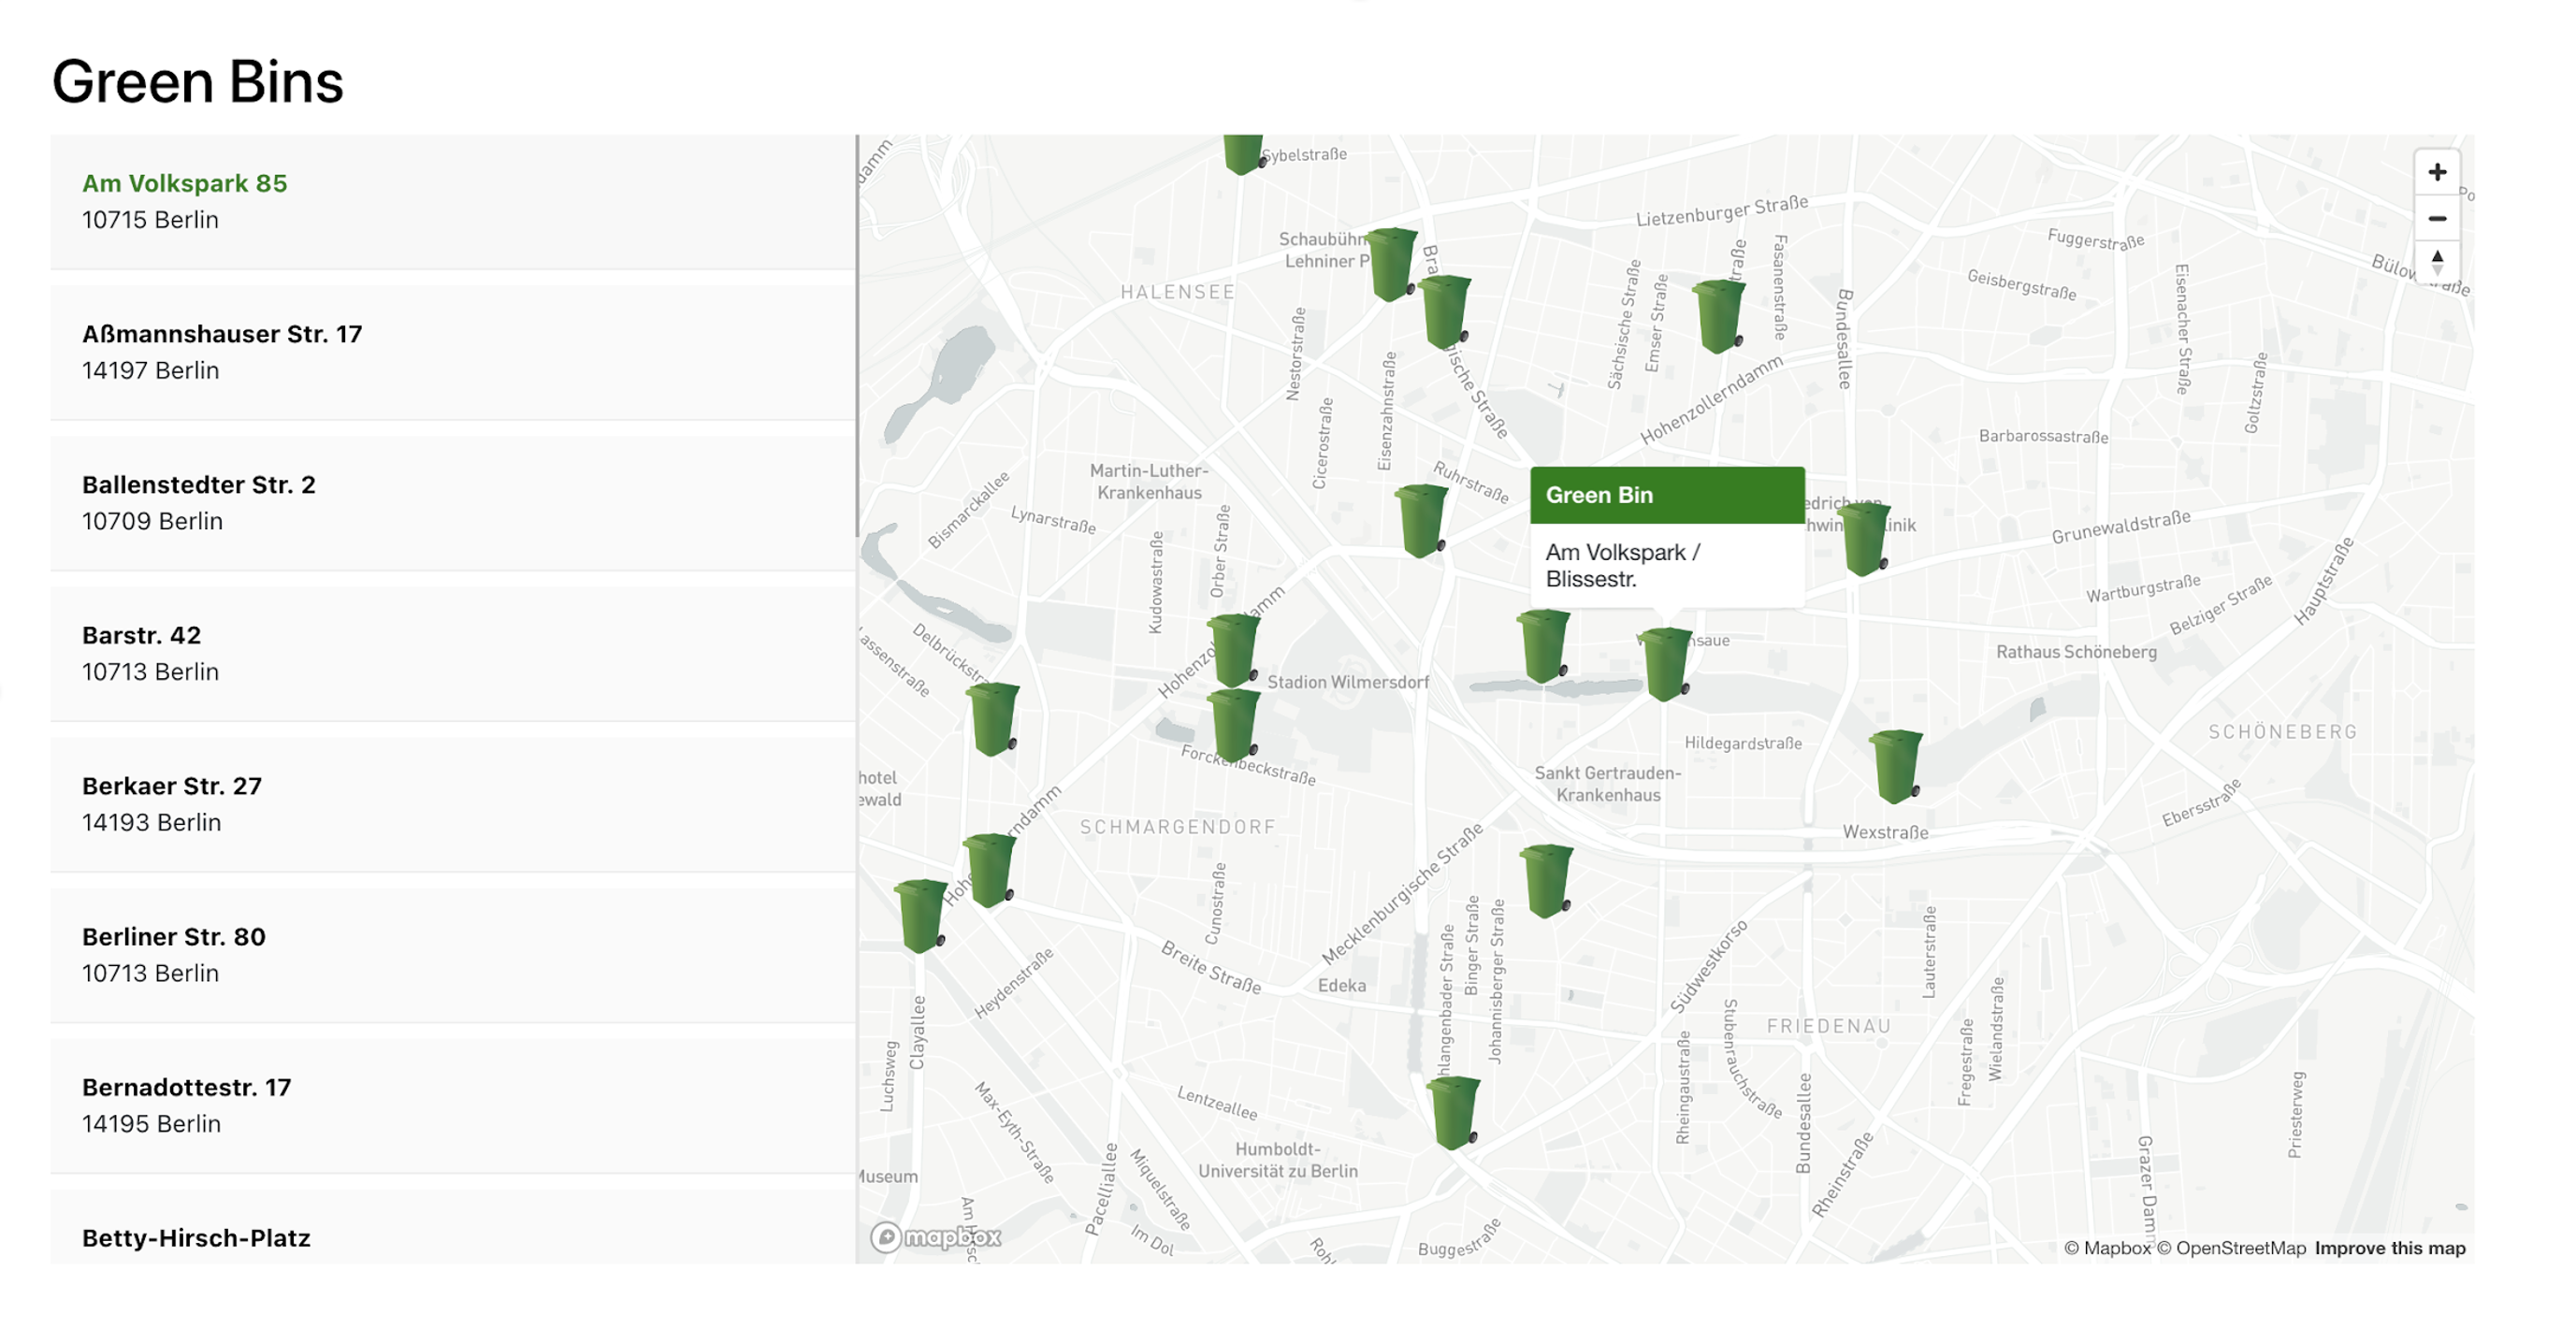 Green Bins
Am Volkspark 85
10715 Berlin
Aßmannshauser Str. 17
14197 Berlin
Ballenstedter Str. 2
10709 Berlin
Barstr. 42
10713 Berlin
Berkaer Str. 27
14193 Berlin
Berliner Str. 80
10713 Berlin
Bernadottestr. 17
14195 Berlin
Betty-Hirsch-Platz
Sybelstraße
Lietzenburger Straße
Schaubühn
Lehniner P
HALENSEE
Fuggerstraße
Geisbergstraße
Eisenacher Straße
Goltzstraße
Sächsische Straße
Emser Straße
Fasanenstraße
Bundesallee
Nestorstraße
Cicerostraße
Eisenzahnstraße
Hohenzollerndamm
Barbarossastraße
Ruhrstraße
Martin-Luther-
Krankenhaus
Bismarckallee
Lynarstraße
Kudowastraße
Orber Straße
Green Bin
Am Volkspark /
Blissestr.
Grunewaldstraße
Wartburgstraße
Belziger Straße
Hauptstraße
Rathaus Schöneberg
Stadion Wilmersdorf
SCHÖNEBERG
Hildegardstraße
Sankt Gertrauden-
Krankenhaus
Forckenbeckstraße
SCHMARGENDORF
Wexstraße
Ebersstraße
Mecklenburgische Straße
Cunostraße
Breite Straße
Edeka
Heydenstraße
Clayallee
Luchsweg
Binger Straße
Johannisberger Straße
Südwestkorso
Lauterstraße
Stubenrauchstraße
FRIEDENAU
Rheingaustraße
Fregestraße
Wielandstraße
Max-Eyth-Straße
Lentzeallee
Humboldt-
Universität zu Berlin
Museum
Pacelliallee
Miquelstraße
Im Dol
Buggestraße
Bundesallee
Rheinstraße
Priesterweg
Grazer Damm
mapbox
© Mapbox © OpenStreetMap Improve this map